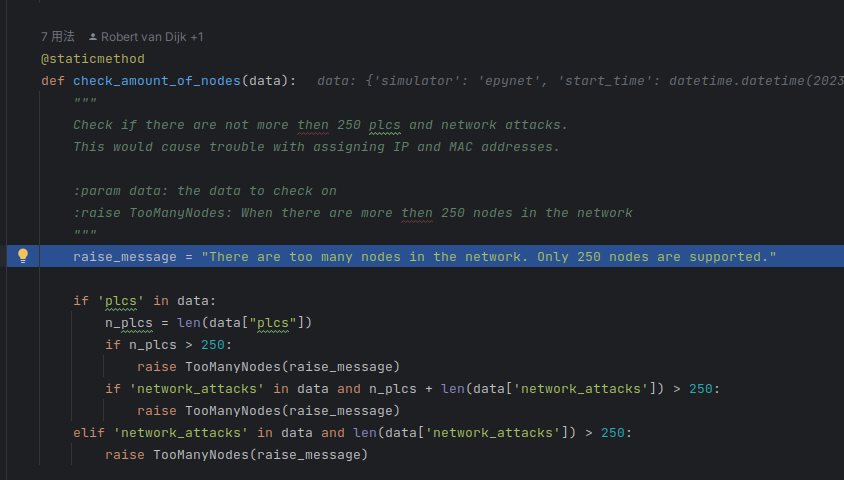 7 用法 Robert van Dijk +1
@staticmethod
def check_amount_of_nodes(data): data: {'simulator': 'epynet', 'start_time': datetime.datetime(2023
"""
Check if there are not more then 250 plcs and network attacks.
This would cause trouble with assigning IP and MAC addresses.
:param data: the data to check on
:raise TooManyNodes: When there are more then 250 nodes in the network
"""
raise_message = "There are too many nodes in the network. Only 250 nodes are supported."
if 'plcs' in data:
n_plcs = len(data["plcs"])
if n_plcs > 250:
raise TooManyNodes(raise_message)
if 'network_attacks' in data and n_plcs + len(data['network_attacks']) > 250:
raise TooManyNodes(raise_message)
elif 'network_attacks' in data and len(data['network_attacks']) > 250:
raise TooManyNodes(raise_message)